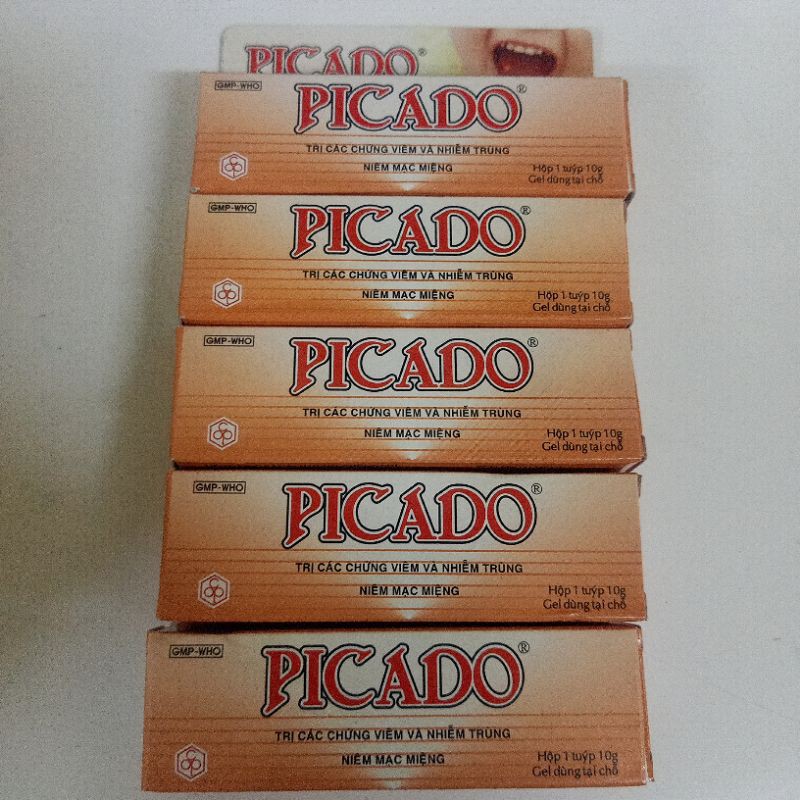 PICADO®
GMP-WHO
PICADO®
TRỊ CÁC CHỨNG VIÊM VÀ NHIỄM TRÙNG
NIÊM MẠC MIỆNG
Hộp 1 tuýp 10g
Gel dùng tại chỗ
GMP-WHO
PICADO®
TRỊ CÁC CHỨNG VIÊM VÀ NHIỄM TRÙNG
NIÊM MẠC MIỆNG
Hộp 1 tuýp 10g
Gel dùng tại chỗ
GMP-WHO
PICADO®
TRỊ CÁC CHỨNG VIÊM VÀ NHIỄM TRÙNG
NIÊM MẠC MIỆNG
Hộp 1 tuýp 10g
Gel dùng tại chỗ
GMP-WHO
PICADO®
TRỊ CÁC CHỨNG VIÊM VÀ NHIỄM TRÙNG
NIÊM MẠC MIỆNG
Hộp 1 tuýp 10g
Gel dùng tại chỗ
GMP-WHO
PICADO®
TRỊ CÁC CHỨNG VIÊM VÀ NHIỄM TRÙNG
NIÊM MẠC MIỆNG
Hộp 1 tuýp 10g
Gel dùng tại chỗ